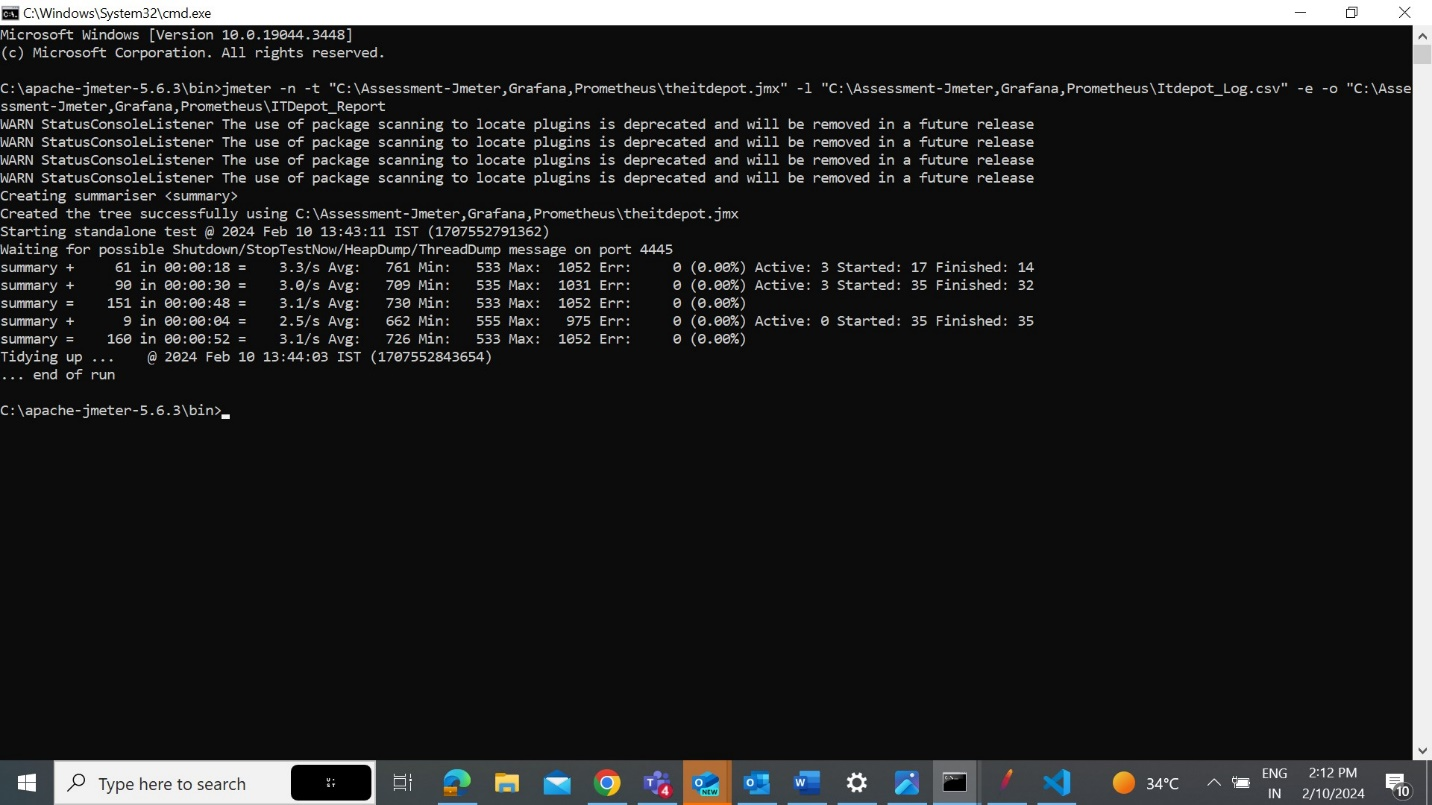 C:\Windows\System32\cmd.exe
Microsoft Windows [Version 10.0.19044.3448]
(c) Microsoft Corporation. All rights reserved.
C:\apache-jmeter-5.6.3\bin>jmeter -n -t "C:\Assessment-Jmeter,Grafana,Prometheus\theitdepot.jmx" -l "C:\Assessment-Jmeter,Grafana,Prometheus\Itdepot_Log.csv" -e -o "C:\Asse
ssment-Jmeter,Grafana,Prometheus\ITDepot_Report
WARN StatusConsoleListener The use of package scanning to locate plugins is deprecated and will be removed in a future release
WARN StatusConsoleListener The use of package scanning to locate plugins is deprecated and will be removed in a future release
WARN StatusConsoleListener The use of package scanning to locate plugins is deprecated and will be removed in a future release
WARN StatusConsoleListener The use of package scanning to locate plugins is deprecated and will be removed in a future release
Creating summariser <summary>
Created the tree successfully using C:\Assessment-Jmeter,Grafana,Prometheus\theitdepot.jmx
Starting standalone test @ 2024 Feb 10 13:43:11 IST (1707552791362)
Waiting for possible Shutdown/StopTestNow/HeapDump/ThreadDump message on port 4445
summary +     61 in 00:00:18 =    3.3/s Avg:   761 Min:   533 Max:  1052 Err:     0 (0.00%) Active: 3 Started: 17 Finished: 14
summary +     90 in 00:00:30 =    3.0/s Avg:   709 Min:   535 Max:  1031 Err:     0 (0.00%) Active: 3 Started: 35 Finished: 32
summary =    151 in 00:00:48 =    3.1/s Avg:   730 Min:   533 Max:  1052 Err:     0 (0.00%)
summary +      9 in 00:00:04 =    2.5/s Avg:   662 Min:   555 Max:   975 Err:     0 (0.00%) Active: 0 Started: 35 Finished: 35
summary =    160 in 00:00:52 =    3.1/s Avg:   726 Min:   533 Max:  1052 Err:     0 (0.00%)
Tidying up ...    @ 2024 Feb 10 13:44:03 IST (1707552843654)
... end of run
C:\apache-jmeter-5.6.3\bin>
Type here to search
4
NEW
34°C
ENG
IN
2:12 PM
2/10/2024
10